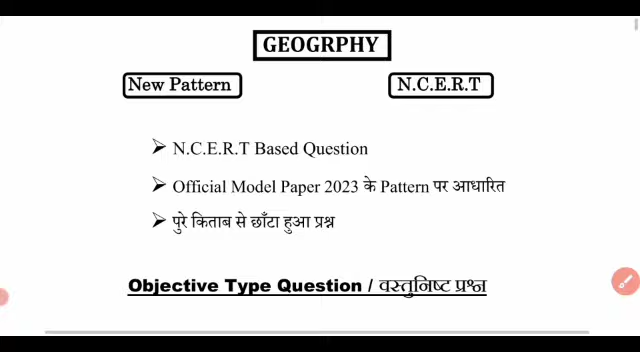 GEOGRPHY
New Pattern N.C.E.R.T
➢ N.C.E.R.T Based Question
➢ Official Model Paper 2023 के Pattern पर आधारित
➢ पुरे किताब से छाँटा हुआ प्रश्न
Objective Type Question / वस्तुनिष्ट प्रश्न